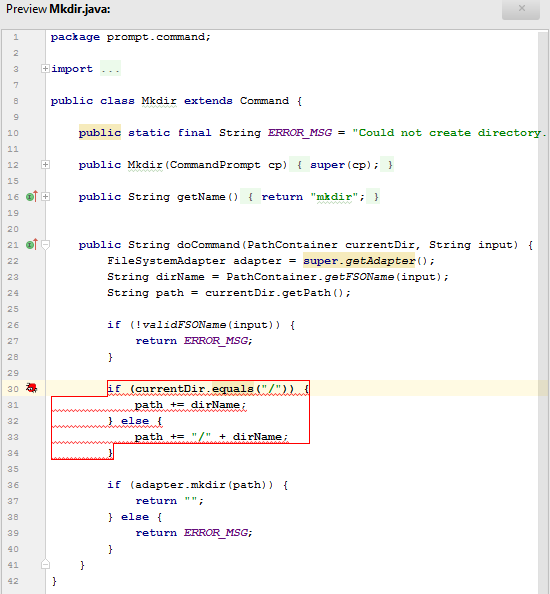 Preview Mkdir.java:
1 package prompt.command;
2
3 import ...
7
8 public class Mkdir extends Command {
9
10 public static final String ERROR_MSG = "Could not create directory.
11
12 public Mkdir(CommandPrompt cp) { super(cp); }
15
16 public String getName() { return "mkdir"; }
19
20
21 public String doCommand(PathContainer currentDir, String input) {
22 FileSystemAdapter adapter = super.getAdapter();
23 String dirName = PathContainer.getFSOName(input);
24 String path = currentDir.getPath();
25
26 if (!validFSOName(input)) {
27 return ERROR_MSG;
28 }
29
30 if (currentDir.equals("/")) {
31 path += dirName;
32 } else {
33 path += "/" + dirName;
34 }
35
36 if (adapter.mkdir(path)) {
37 return "";
38 } else {
39 return ERROR_MSG;
40 }
41 }
42 }